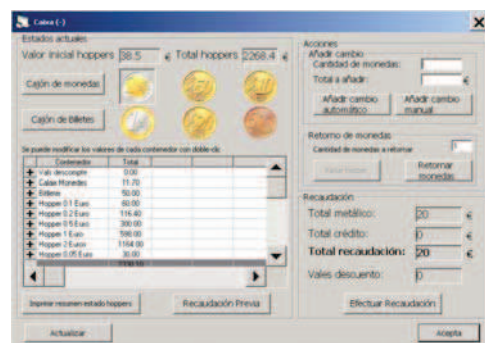 Caixa (-)
Estados actuales
Valor inicial hoppers 38.5 € Total hoppers 2268.4 €
Cajón de monedas
Cajón de Billetes
Se puede modificar los valores de cada contenedor con doble-clic
Contenedor Total
Vals descompte 0.00
Calaix Monedes 11.70
Billetero 50.00
Hopper 0.1 Euro 60.00
Hopper 0.2 Euro 116.40
Hopper 0.5 Euro 300.00
Hopper 1 Euro 598.00
Hopper 2 Euro 1164.00
Hopper 0.05 Euro 30.00
Imprimir resumen estado hoppers
Recaudación Previa
Actualizar
Acciones
Añadir cambio
Cantidad de monedas:
Total a añadir: €
Añadir cambio automático
Añadir cambio manual
Retorno de monedas
Cantidad de monedas a retornar
Retornar monedas
Recaudación
Total metálico: 20 €
Total crédito: 0 €
Total recaudación: 20 €
Vales descuento: 0
Efectuar Recaudación
Acepta